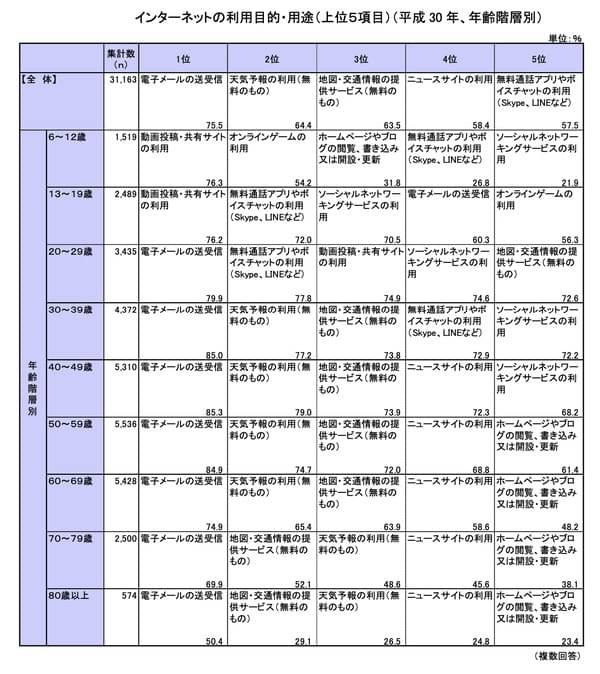 インターネットの利用目的・用途（上位５項目）（平成 30 年、年齢階層別）
単位：％
集計数（ｎ） 1位 2位 3位 4位 5位
【全 体】 31,163 電子メールの送受信 天気予報の利用（無料のもの） 地図・交通情報の提供サービス（無料のもの） ニュースサイトの利用 無料通話アプリやボイスチャットの利用（Skype、LINEなど）
75.5 64.4 63.5 58.4 57.5
年齢階層別
6～12歳 1,519 動画投稿・共有サイトの利用 オンラインゲームの利用 ホームページやブログの閲覧、書き込み又は開設・更新 無料通話アプリやボイスチャットの利用（Skype、LINEなど） ソーシャルネットワーキングサービスの利用
76.3 54.2 31.8 26.8 21.9
13～19歳 2,489 動画投稿・共有サイトの利用 無料通話アプリやボイスチャットの利用（Skype、LINEなど） ソーシャルネットワーキングサービスの利用 電子メールの送受信 オンラインゲームの利用
76.2 72.0 70.5 60.3 56.3
20～29歳 3,435 電子メールの送受信 無料通話アプリやボイスチャットの利用（Skype、LINEなど） 動画投稿・共有サイトの利用 ソーシャルネットワーキングサービスの利用 地図・交通情報の提供サービス（無料のもの）
79.9 77.8 74.9 74.6 72.6
30～39歳 4,372 電子メールの送受信 天気予報の利用（無料のもの） 地図・交通情報の提供サービス（無料のもの） 無料通話アプリやボイスチャットの利用（Skype、LINEなど） ソーシャルネットワーキングサービスの利用
85.0 77.2 73.8 72.9 72.2
40～49歳 5,310 電子メールの送受信 天気予報の利用（無料のもの） 地図・交通情報の提供サービス（無料のもの） ニュースサイトの利用 ソーシャルネットワーキングサービスの利用
85.3 79.0 73.9 72.3 68.2
50～59歳 5,536 電子メールの送受信 天気予報の利用（無料のもの） 地図・交通情報の提供サービス（無料のもの） ニュースサイトの利用 ホームページやブログの閲覧、書き込み又は開設・更新
84.9 74.7 72.0 68.8 61.4
60～69歳 5,428 電子メールの送受信 天気予報の利用（無料のもの） 地図・交通情報の提供サービス（無料のもの） ニュースサイトの利用 ホームページやブログの閲覧、書き込み又は開設・更新
74.9 65.4 63.9 58.6 48.2
70～79歳 2,500 電子メールの送受信 地図・交通情報の提供サービス（無料のもの） 天気予報の利用（無料のもの） ニュースサイトの利用 ホームページやブログの閲覧、書き込み又は開設・更新
69.9 52.1 48.6 45.6 38.1
80歳以上 574 電子メールの送受信 地図・交通情報の提供サービス（無料のもの） 天気予報の利用（無料のもの） ニュースサイトの利用 ホームページやブログの閲覧、書き込み又は開設・更新
50.4 29.1 26.5 24.8 23.4
（複数回答）